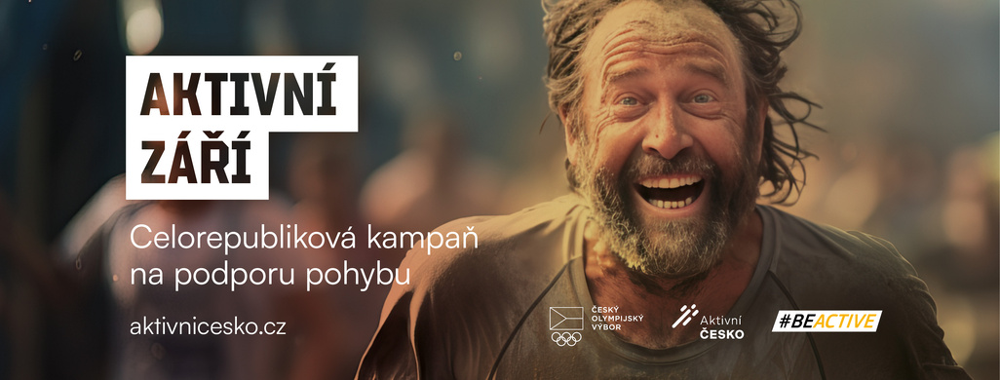 AKTIVNÍ
ZÁŘÍ
Celorepubliková kampaň
na podporu pohybu
aktivnicesko.cz
ČESKÝ
OLYMPIJSKÝ
VÝBOR
Aktivní
ČESKO
#BEACTIVE